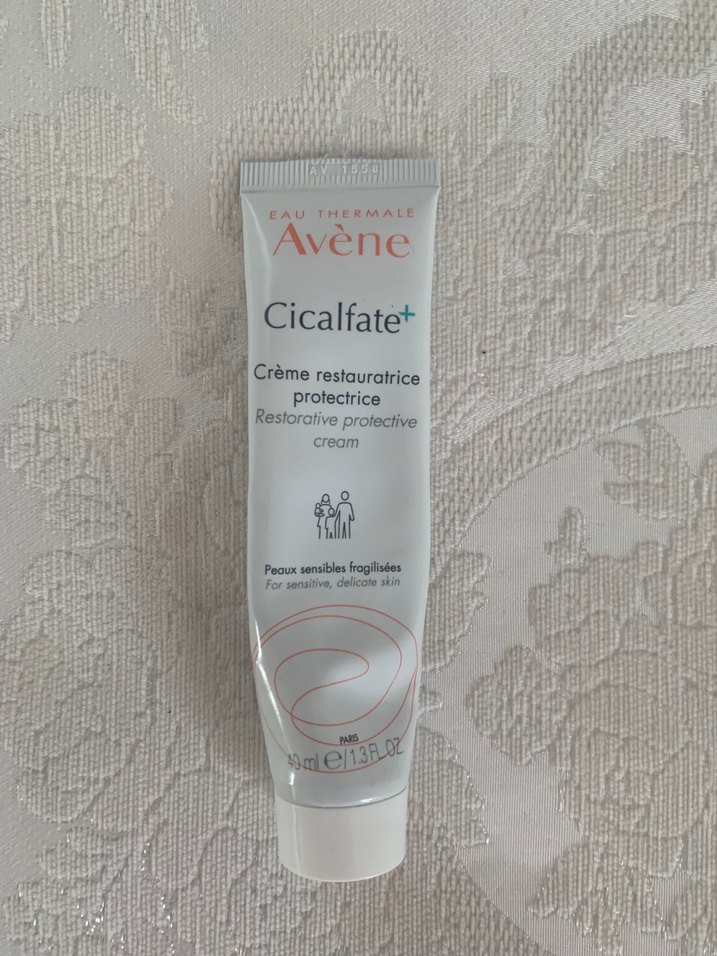 EAU THERMALE
Avène
Cicalfate+
Crème restauratrice
protectrice
Restorative protective
cream
Peaux sensibles fragilisées
For sensitive, delicate skin
PARIS
40 ml e/1.3 FL. OZ.